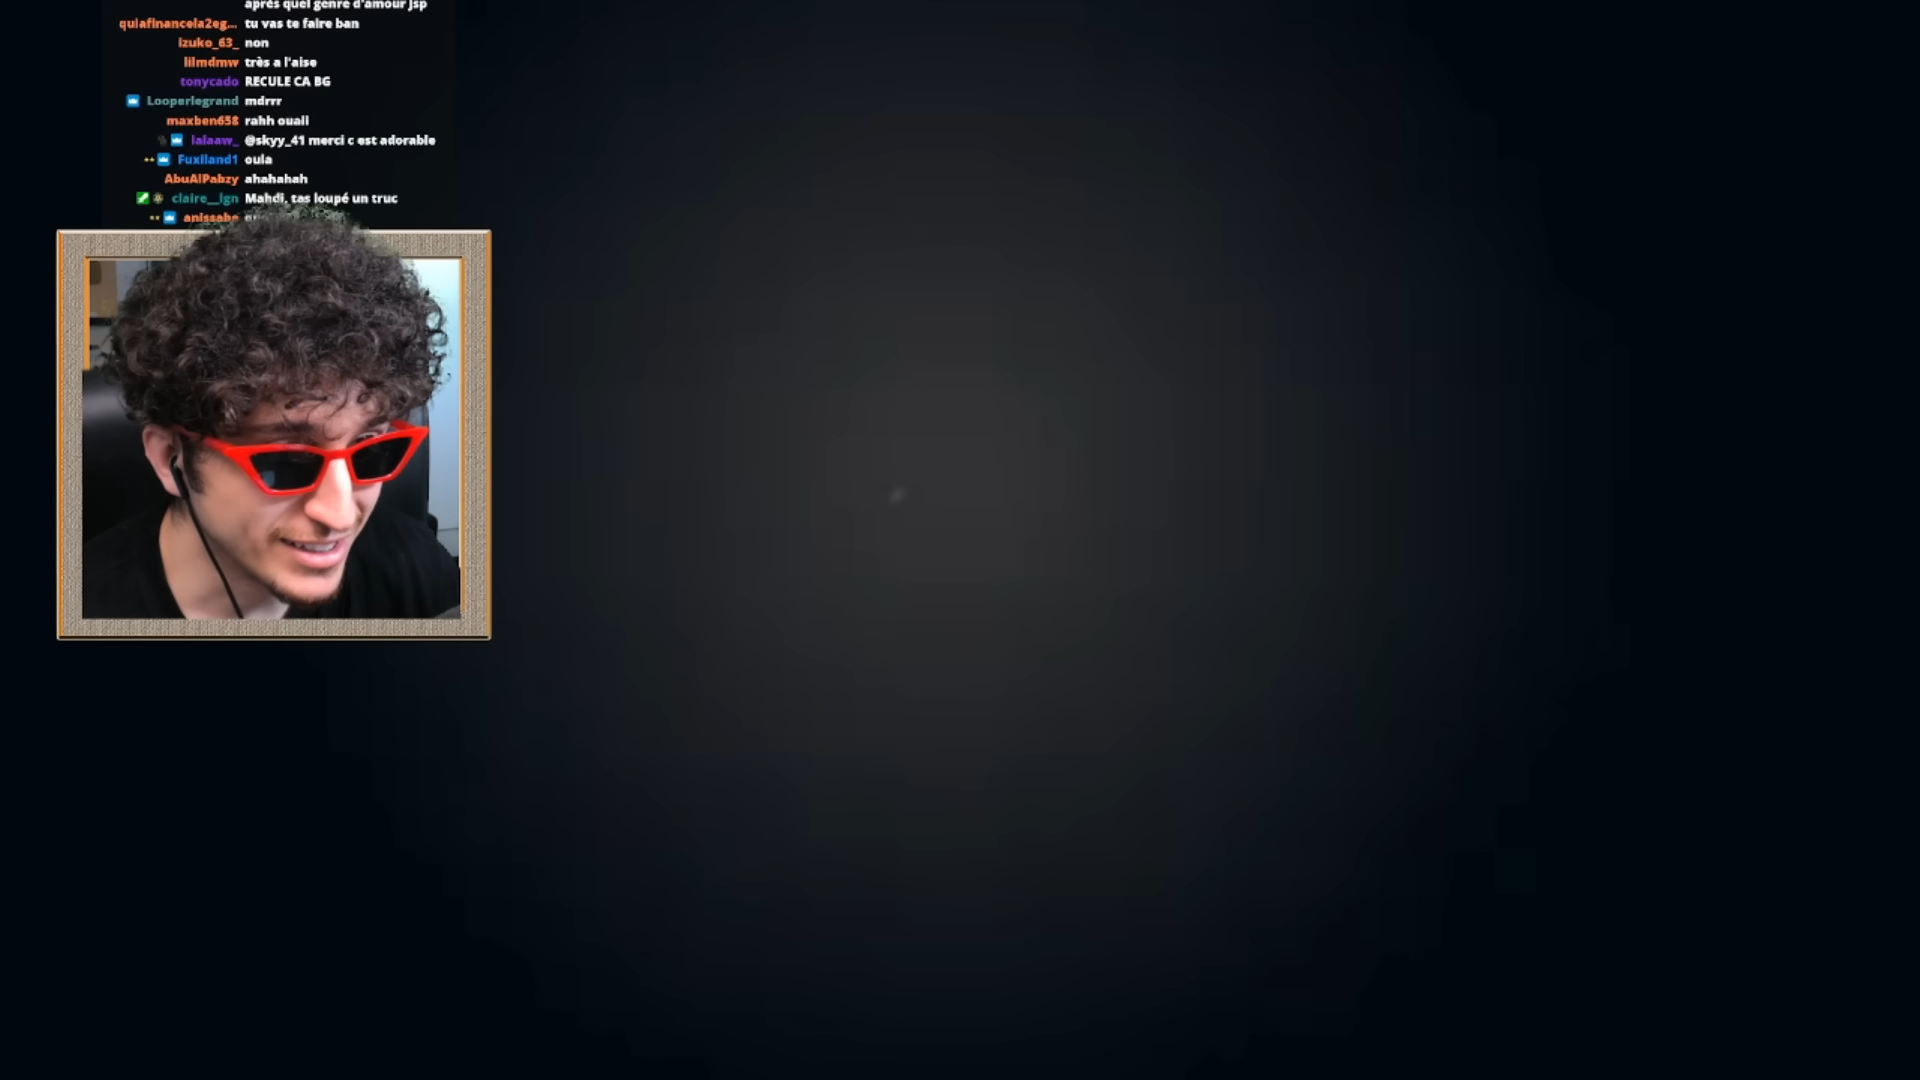 après quel genre d'amour jsp
quiafinancela2eg... tu vas te faire ban
Izuko_63_ non
lilmdmw très a l'aise
tonycado RECULE CA BG
Looperlegrand mdrrr
maxben658 rahh ouaii
lalaaw_ @skyy_41 merci c est adorable
Fuxiland1 oula
AbuAlPabzy ahahahah
claire__lgn Mahdi, tas loupé un truc
anissabe